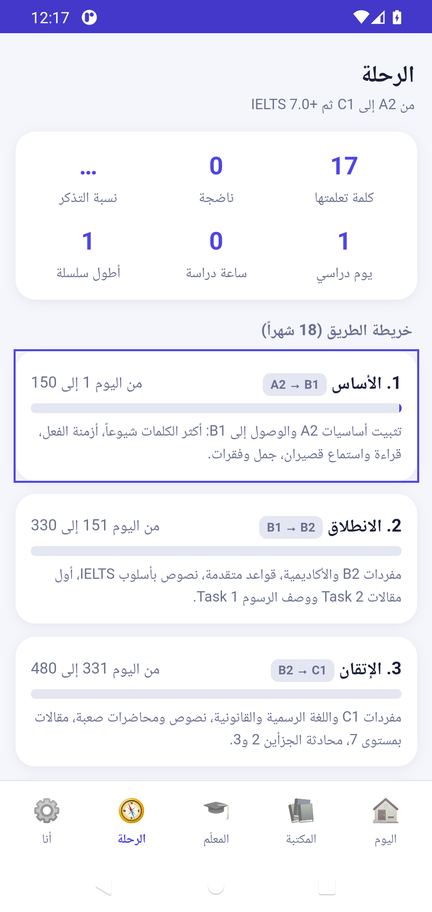 12:17
الرحلة
من A2 إلى C1 ثم IELTS 7.0+
17
0
...
كلمة تعلمتها
ناضجة
نسبة التذكر
1
0
1
يوم دراسي
ساعة دراسة
أطول سلسلة
خريطة الطريق (18 شهراً)
1. الأساس A2 → B1 من اليوم 1 إلى 150
تثبيت أساسيات A2 والوصول إلى B1: أكثر الكلمات شيوعاً، أزمنة الفعل،
قراءة واستماع قصيران، جمل وفقرات.
2. الانطلاق B1 → B2 من اليوم 151 إلى 330
مفردات B2 والأكاديمية، قواعد متقدمة، نصوص بأسلوب IELTS، أول
مقالات Task 2 ووصف الرسوم Task 1.
3. الإتقان B2 → C1 من اليوم 331 إلى 480
مفردات C1 واللغة الرسمية والقانونية، نصوص ومحاضرات صعبة، مقالات
بمستوى 7، محادثة الجزأين 2 و3.
اليوم
المكتبة
المعلّم
الرحلة
أنا